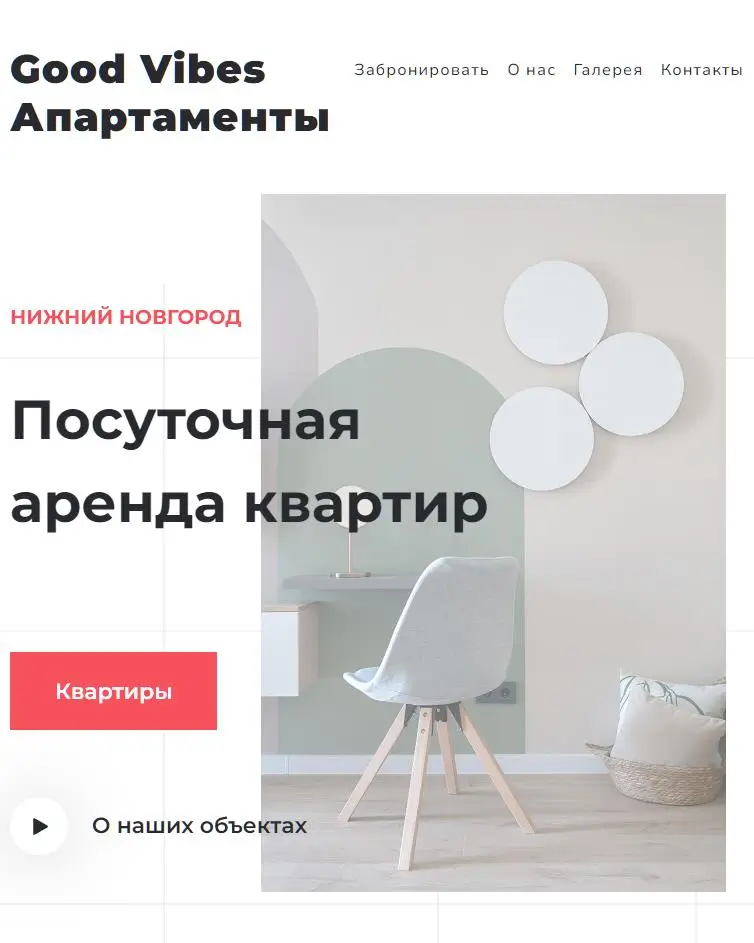 Good Vibes
Апартаменты
Забронировать О нас Галерея Контакты
НИЖНИЙ НОВГОРОД
Посуточная
аренда квартир
Квартиры
О наших объектах